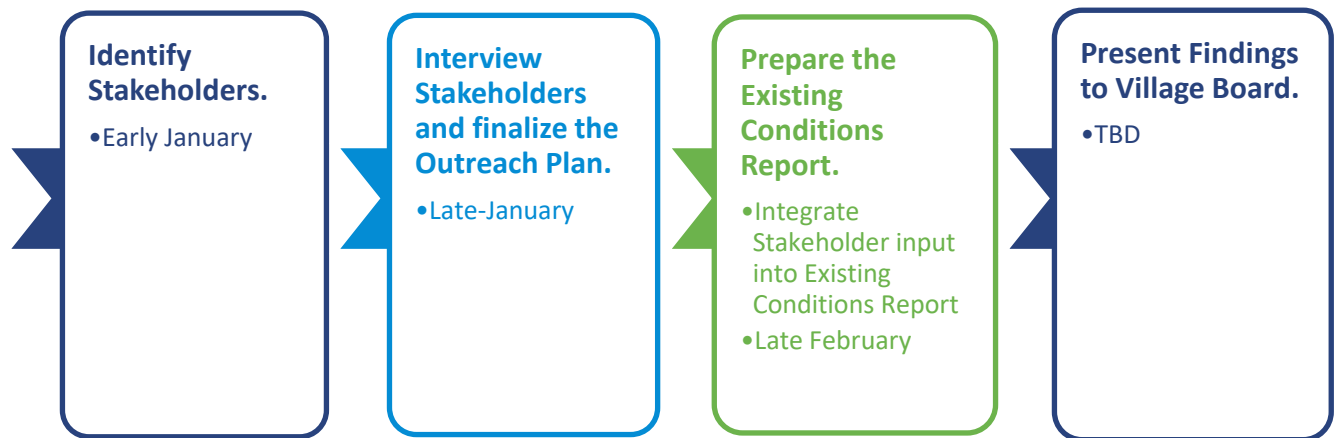 Identify
Stakeholders.
•Early January
Interview
Stakeholders
and finalize the
Outreach Plan.
•Late-January
Prepare the
Existing
Conditions
Report.
•Integrate
Stakeholder input
into Existing
Conditions Report
•Late February
Present Findings
to Village Board.
•TBD